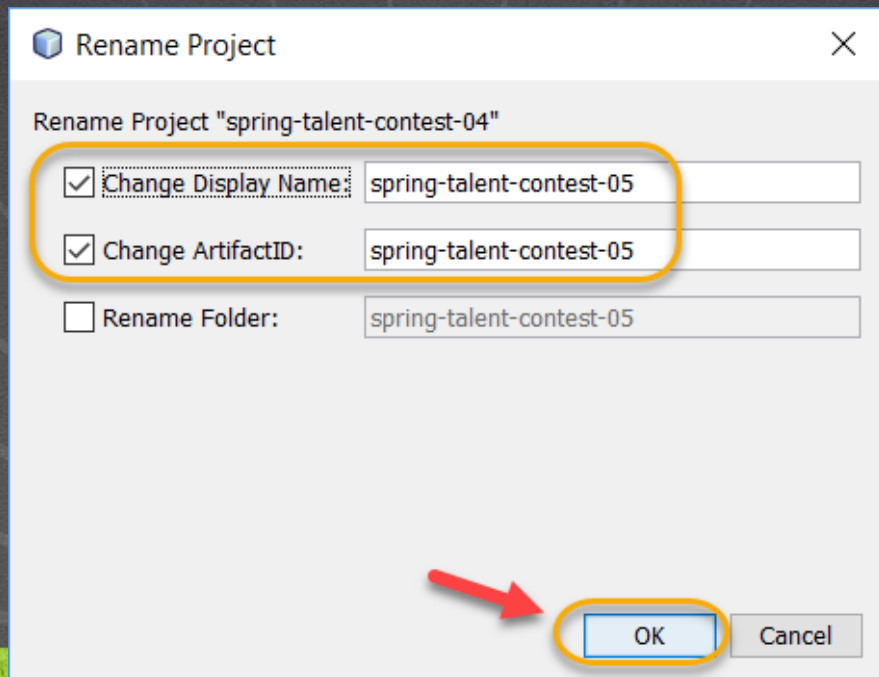 Rename Project
Rename Project "spring-talent-contest-04"
Change Display Name: spring-talent-contest-05
Change ArtifactID: spring-talent-contest-05
Rename Folder: spring-talent-contest-05
OK Cancel